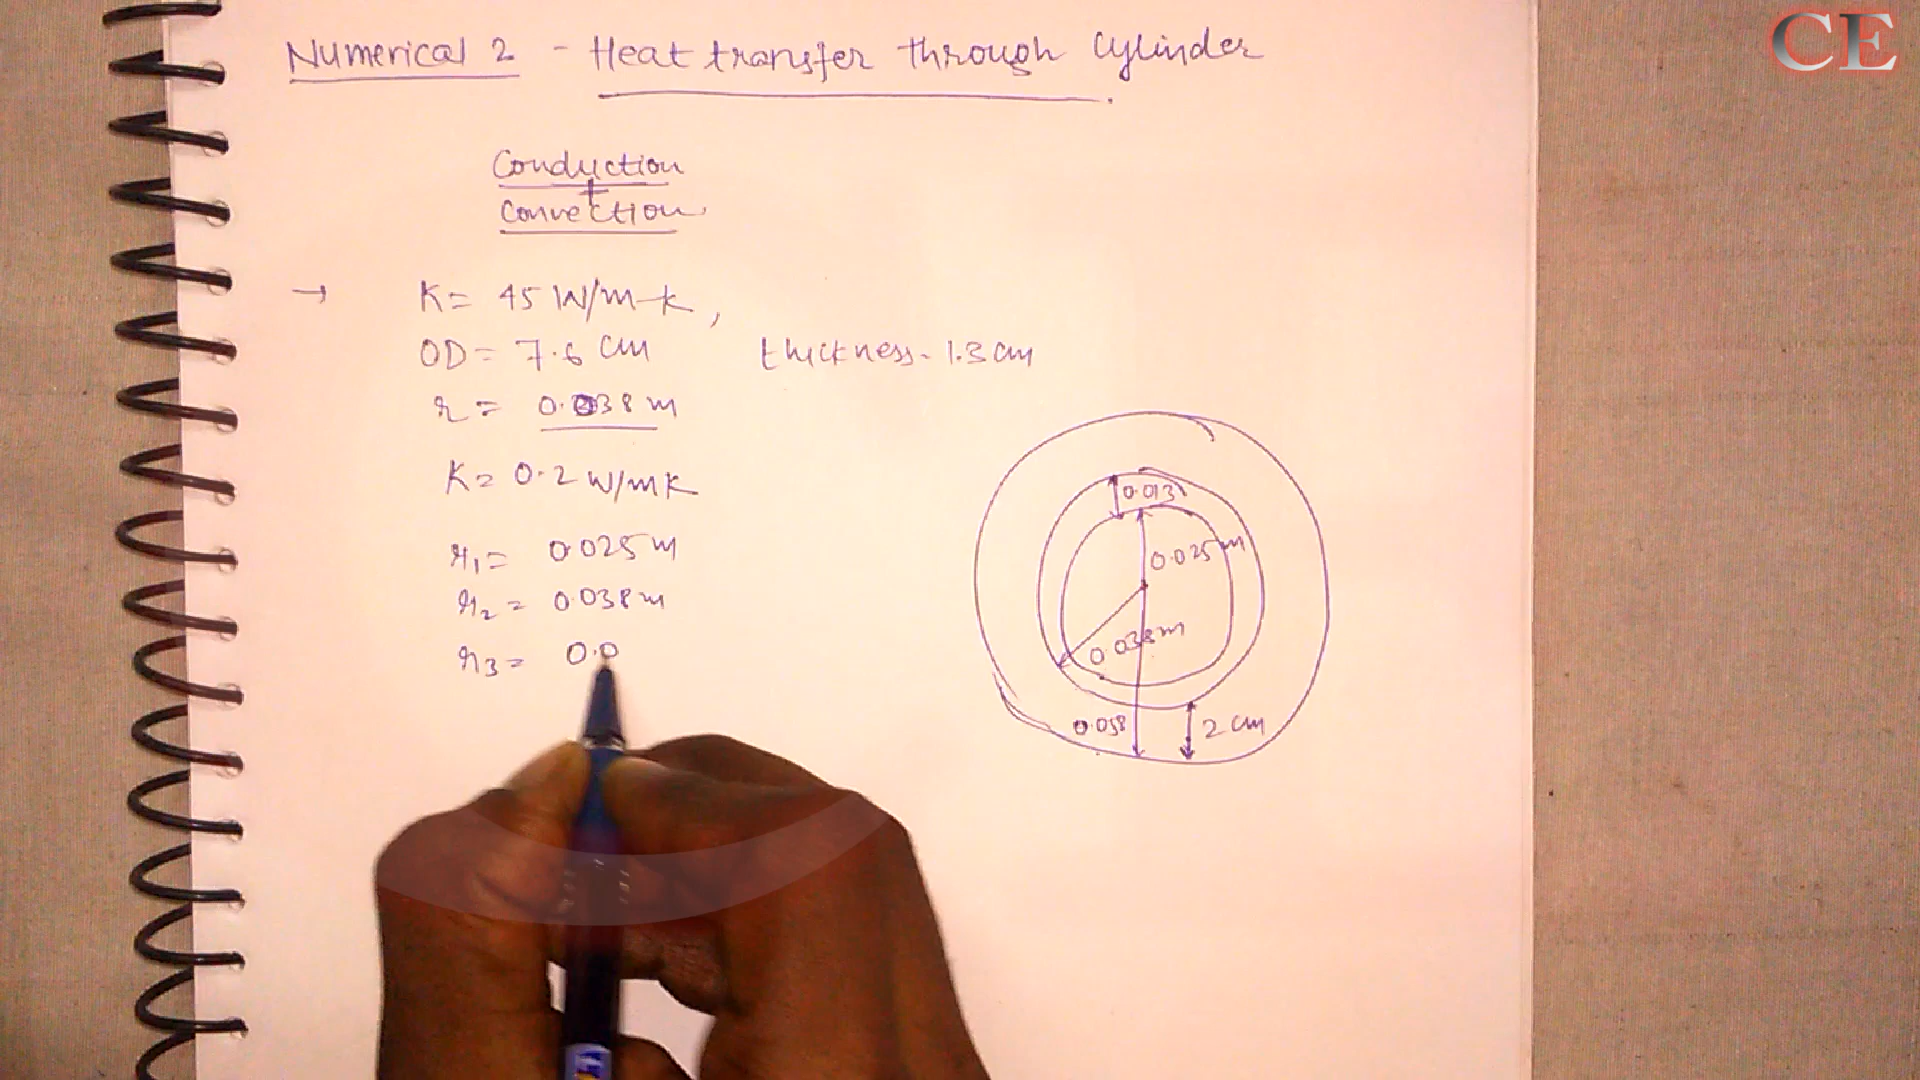 CE
Numerical 2 - Heat transfer through Cylinder
Conduction
+
Convection
→ K= 45 W/m-k,
OD= 7.6 cm thickness- 1.3 cm
r= 0.038 m
K= 0.2 W/mK
r1= 0.025 m
r2= 0.038 m
r3= 0.0
0.013
0.025 m
0.038m
0.058
2 cm